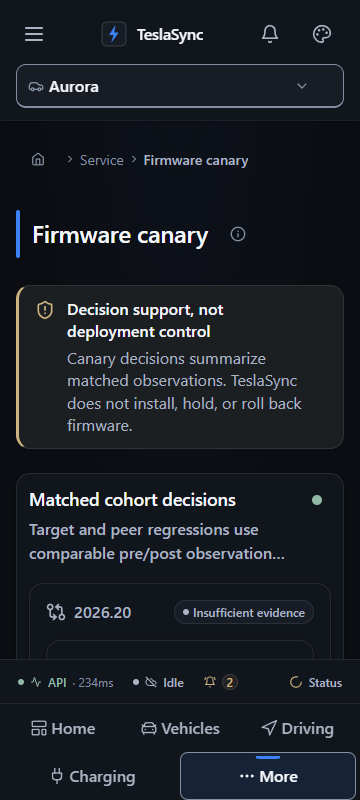 TeslaSync
Aurora
Service
Firmware canary
Firmware canary
Decision support, not
deployment control
Canary decisions summarize
matched observations. TeslaSync
does not install, hold, or roll back
firmware.
Matched cohort decisions
Target and peer regressions use
comparable pre/post observation...
2026.20
Insufficient evidence
API · 234ms
Idle
2
Status
Home
Vehicles
Driving
Charging
More